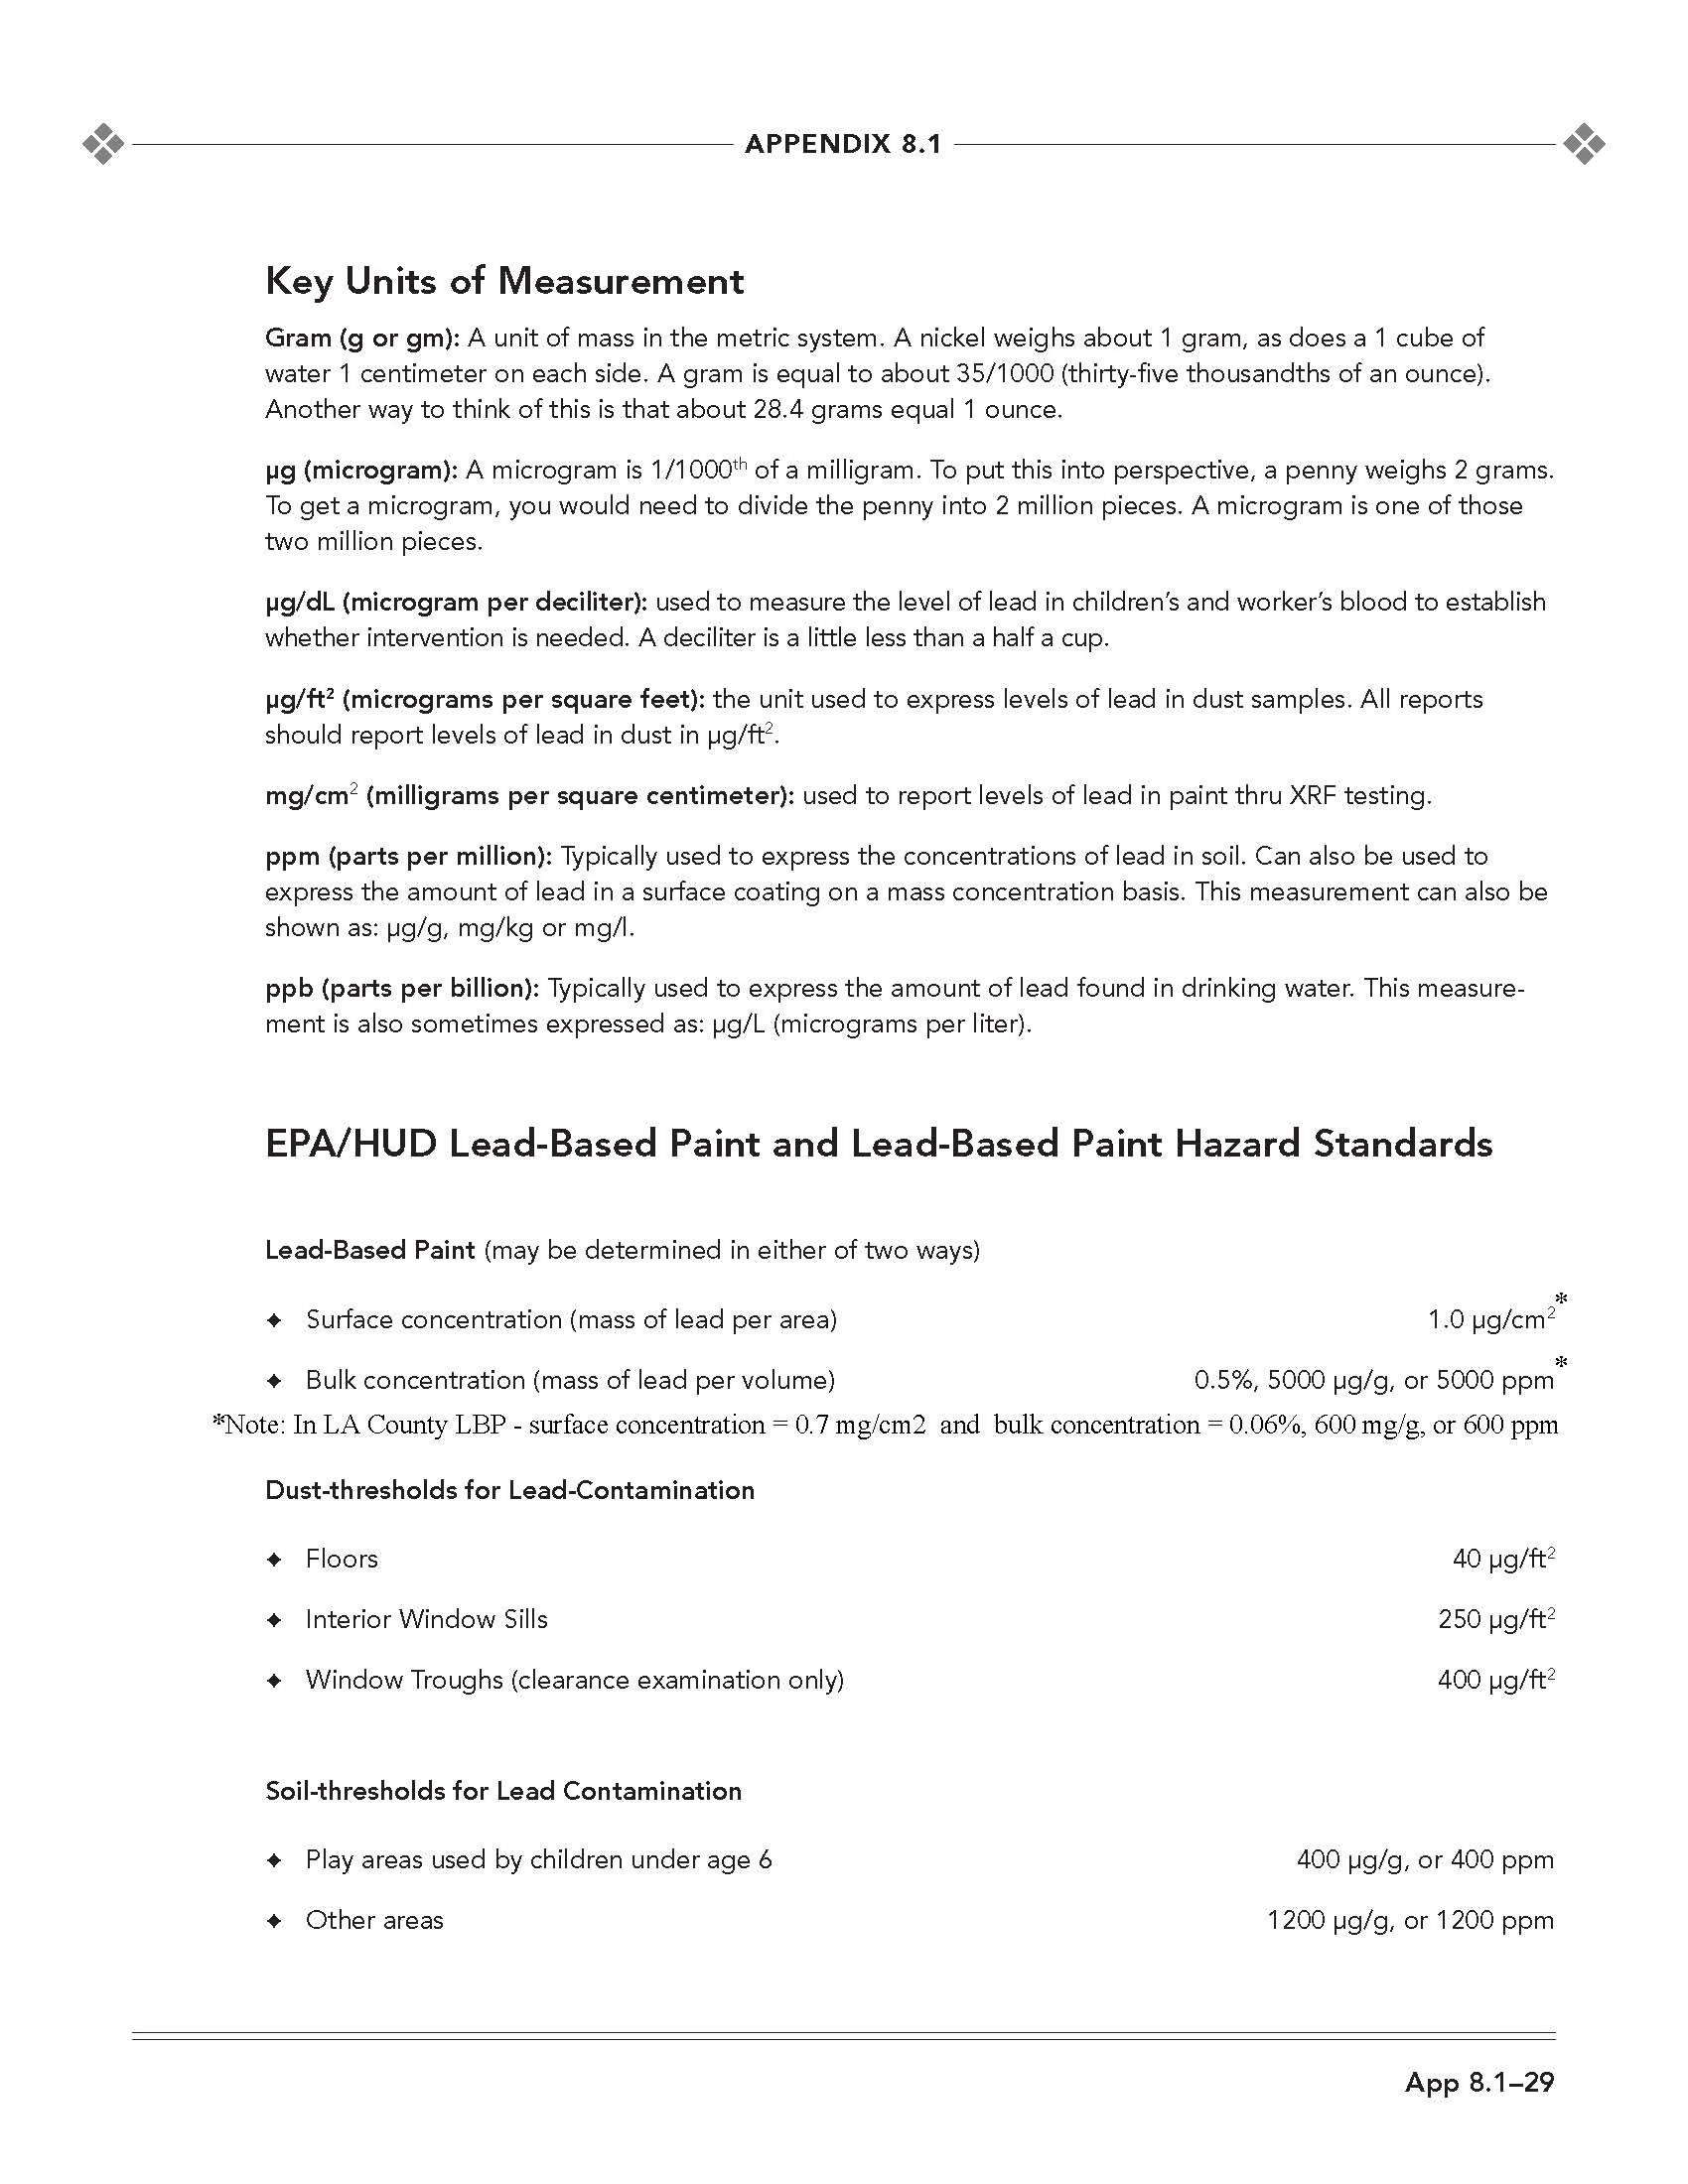 APPENDIX 8.1
Key Units of Measurement
Gram (g or gm): A unit of mass in the metric system. A nickel weighs about 1 gram, as does a 1 cube of
water 1 centimeter on each side. A gram is equal to about 35/1000 (thirty-five thousandths of an ounce).
Another way to think of this is that about 28.4 grams equal 1 ounce.
μg (microgram): A microgram is 1/1000th of a milligram. To put this into perspective, a penny weighs 2 grams.
To get a microgram, you would need to divide the penny into 2 million pieces. A microgram is one of those
two million pieces.
μg/dL (microgram per deciliter): used to measure the level of lead in children’s and worker’s blood to establish
whether intervention is needed. A deciliter is a little less than a half a cup.
μg/ft² (micrograms per square feet): the unit used to express levels of lead in dust samples. All reports
should report levels of lead in dust in μg/ft².
mg/cm² (milligrams per square centimeter): used to report levels of lead in paint thru XRF testing.
ppm (parts per million): Typically used to express the concentrations of lead in soil. Can also be used to
express the amount of lead in a surface coating on a mass concentration basis. This measurement can also be
shown as: μg/g, mg/kg or mg/l.
ppb (parts per billion): Typically used to express the amount of lead found in drinking water. This measure-
ment is also sometimes expressed as: μg/L (micrograms per liter).
EPA/HUD Lead-Based Paint and Lead-Based Paint Hazard Standards
Lead-Based Paint (may be determined in either of two ways)
✦ Surface concentration (mass of lead per area) 1.0 μg/cm²*
✦ Bulk concentration (mass of lead per volume) 0.5%, 5000 μg/g, or 5000 ppm*
*Note: In LA County LBP - surface concentration = 0.7 mg/cm2 and bulk concentration = 0.06%, 600 mg/g, or 600 ppm
Dust-thresholds for Lead-Contamination
✦ Floors 40 μg/ft²
✦ Interior Window Sills 250 μg/ft²
✦ Window Troughs (clearance examination only) 400 μg/ft²
Soil-thresholds for Lead Contamination
✦ Play areas used by children under age 6 400 μg/g, or 400 ppm
✦ Other areas 1200 μg/g, or 1200 ppm
App 8.1–29